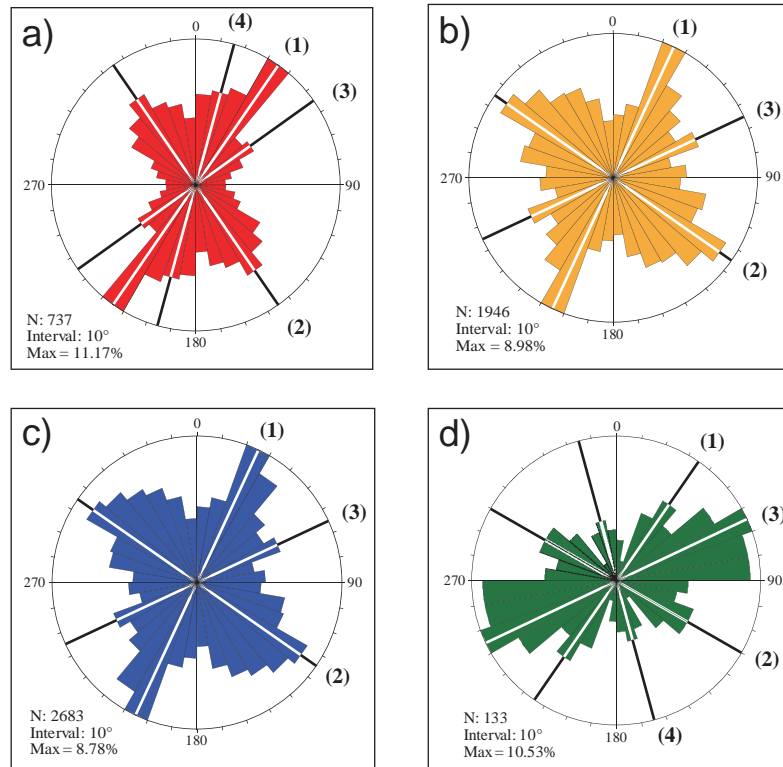 a)
0
(4)
(1)
(3)
270
90
(2)
180
N: 737
Interval: 10°
Max = 11.17%
b)
0
(1)
(3)
270
90
(2)
180
N: 1946
Interval: 10°
Max = 8.98%
c)
0
(1)
(3)
270
90
(2)
180
N: 2683
Interval: 10°
Max = 8.78%
d)
0
(1)
(3)
270
90
(2)
(4)
180
N: 133
Interval: 10°
Max = 10.53%